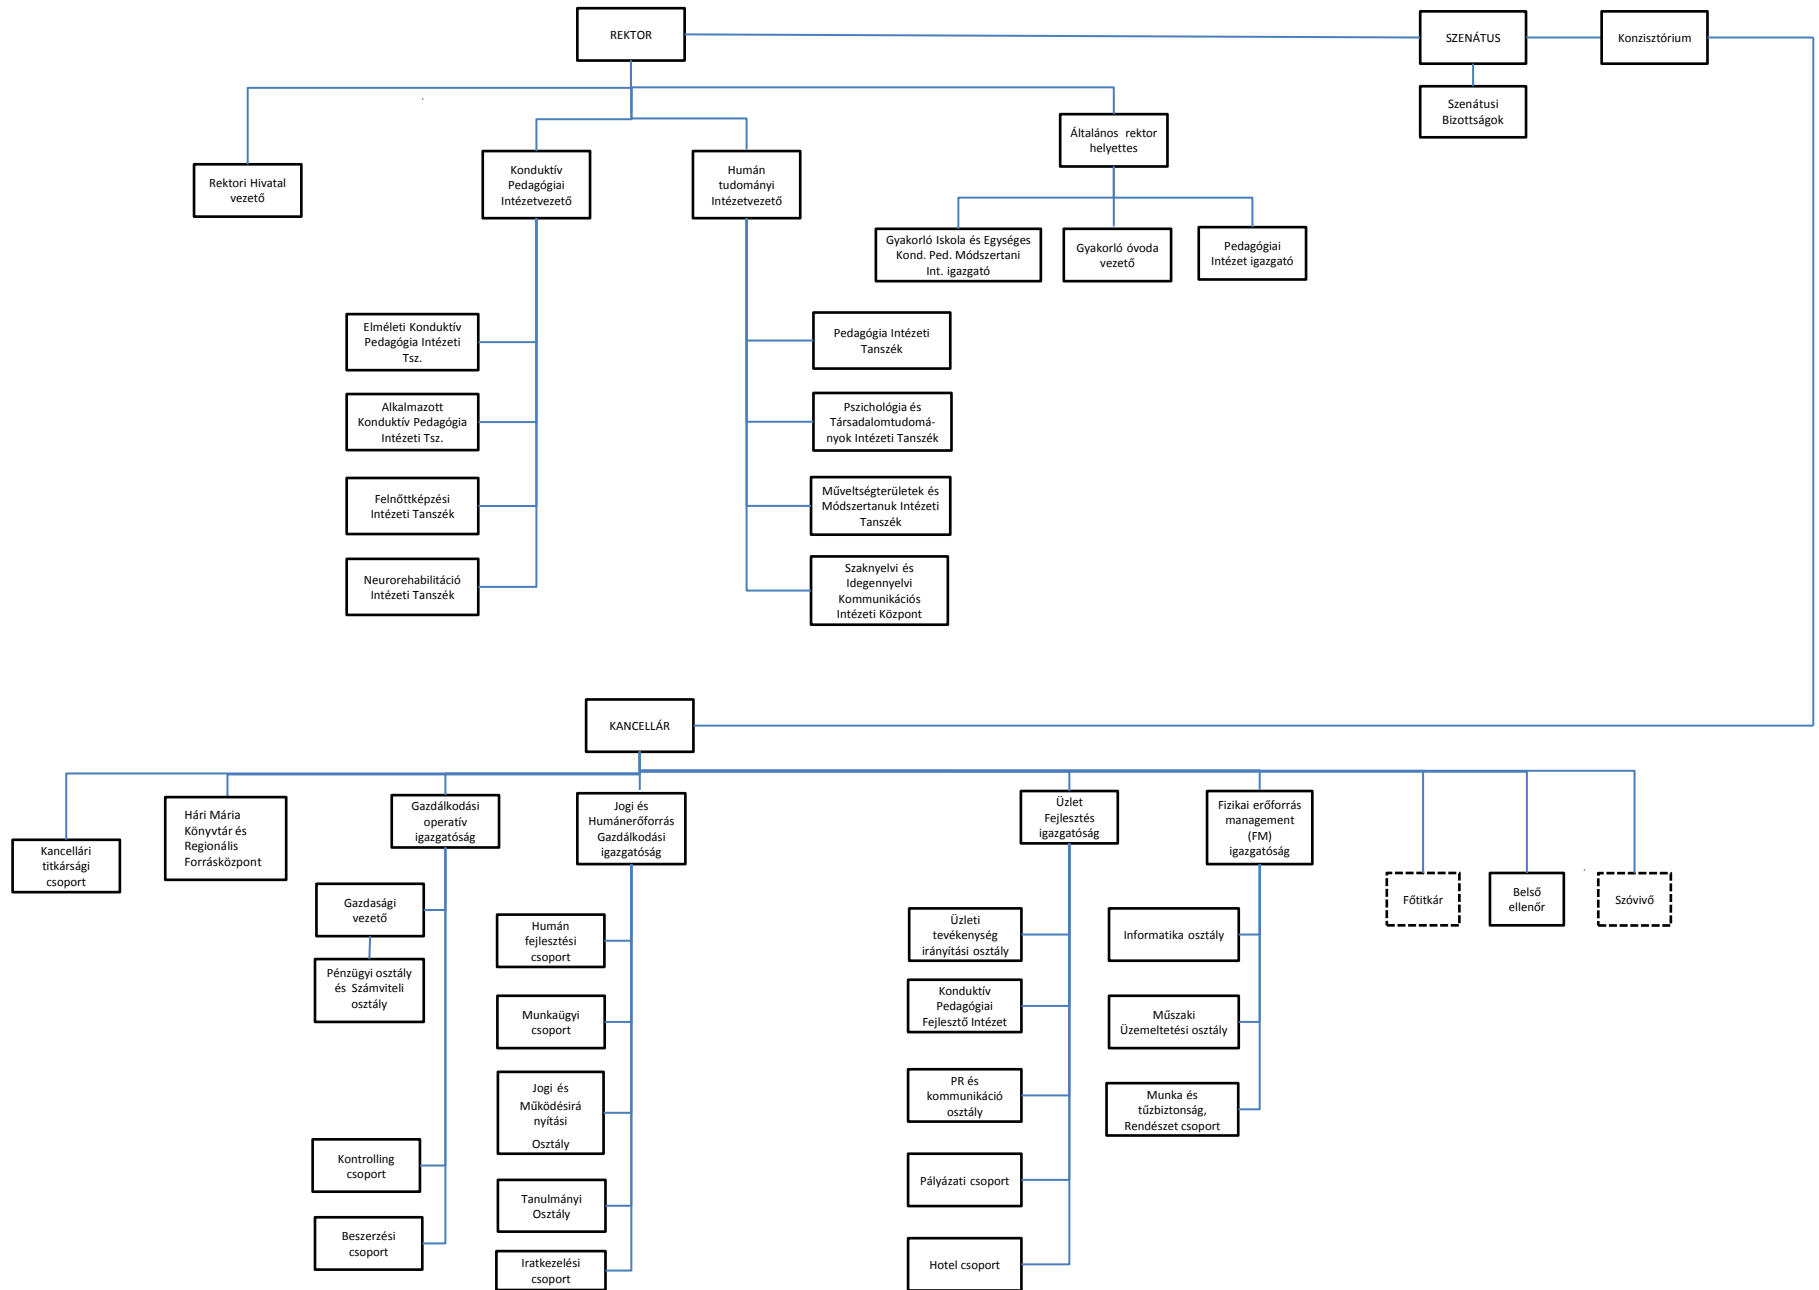 REKTOR
SZENÁTUS
Konzisztórium
Szenátusi
Bizottságok
Általános rektor
helyettes
Rektori Hivatal
vezető
Konduktív
Pedagógiai
Intézetvezető
Humán
tudományi
Intézetvezető
Gyakorló Iskola és Egységes
Kond. Ped. Módszertani
Int. igazgató
Gyakorló óvoda
vezető
Pedagógiai
Intézet igazgató
Elméleti Konduktív
Pedagógia Intézeti
Tsz.
Pedagógia Intézeti
Tanszék
Alkalmazott
Konduktív Pedagógia
Intézeti Tsz.
Pszichológia és
Társadalomtudomá-
nyok Intézeti Tanszék
Felnőttképzési
Intézeti Tanszék
Műveltségterületek és
Módszertanuk Intézeti
Tanszék
Neurorehabilitáció
Intézeti Tanszék
Szaknyelvi és
Idegennyelvi
Kommunikációs
Intézeti Központ
KANCELLÁR
Kancellári
titkársági
csoport
Hári Mária
Könyvtár és
Regionális
Forrásközpont
Gazdálkodási
operatív
igazgatóság
Jogi és
Humánerőforrás
Gazdálkodási
igazgatóság
Üzlet
Fejlesztés
igazgatóság
Fizikai erőforrás
management
(FM)
igazgatóság
Főtitkár
Belső
ellenőr
Szóvivő
Gazdasági
vezető
Pénzügyi osztály
és Számviteli
osztály
Kontrolling
csoport
Beszerzési
csoport
Humán
fejlesztési
csoport
Munkaügyi
csoport
Jogi és
Működésirá
nyítási
Osztály
Tanulmányi
Osztály
Iratkezelési
csoport
Üzleti
tevékenység
irányítási osztály
Konduktív
Pedagógiai
Fejlesztő Intézet
PR és
kommunikáció
osztály
Pályázati csoport
Hotel csoport
Informatika osztály
Műszaki
Üzemeltetési osztály
Munka és
tűzbiztonság,
Rendészet csoport